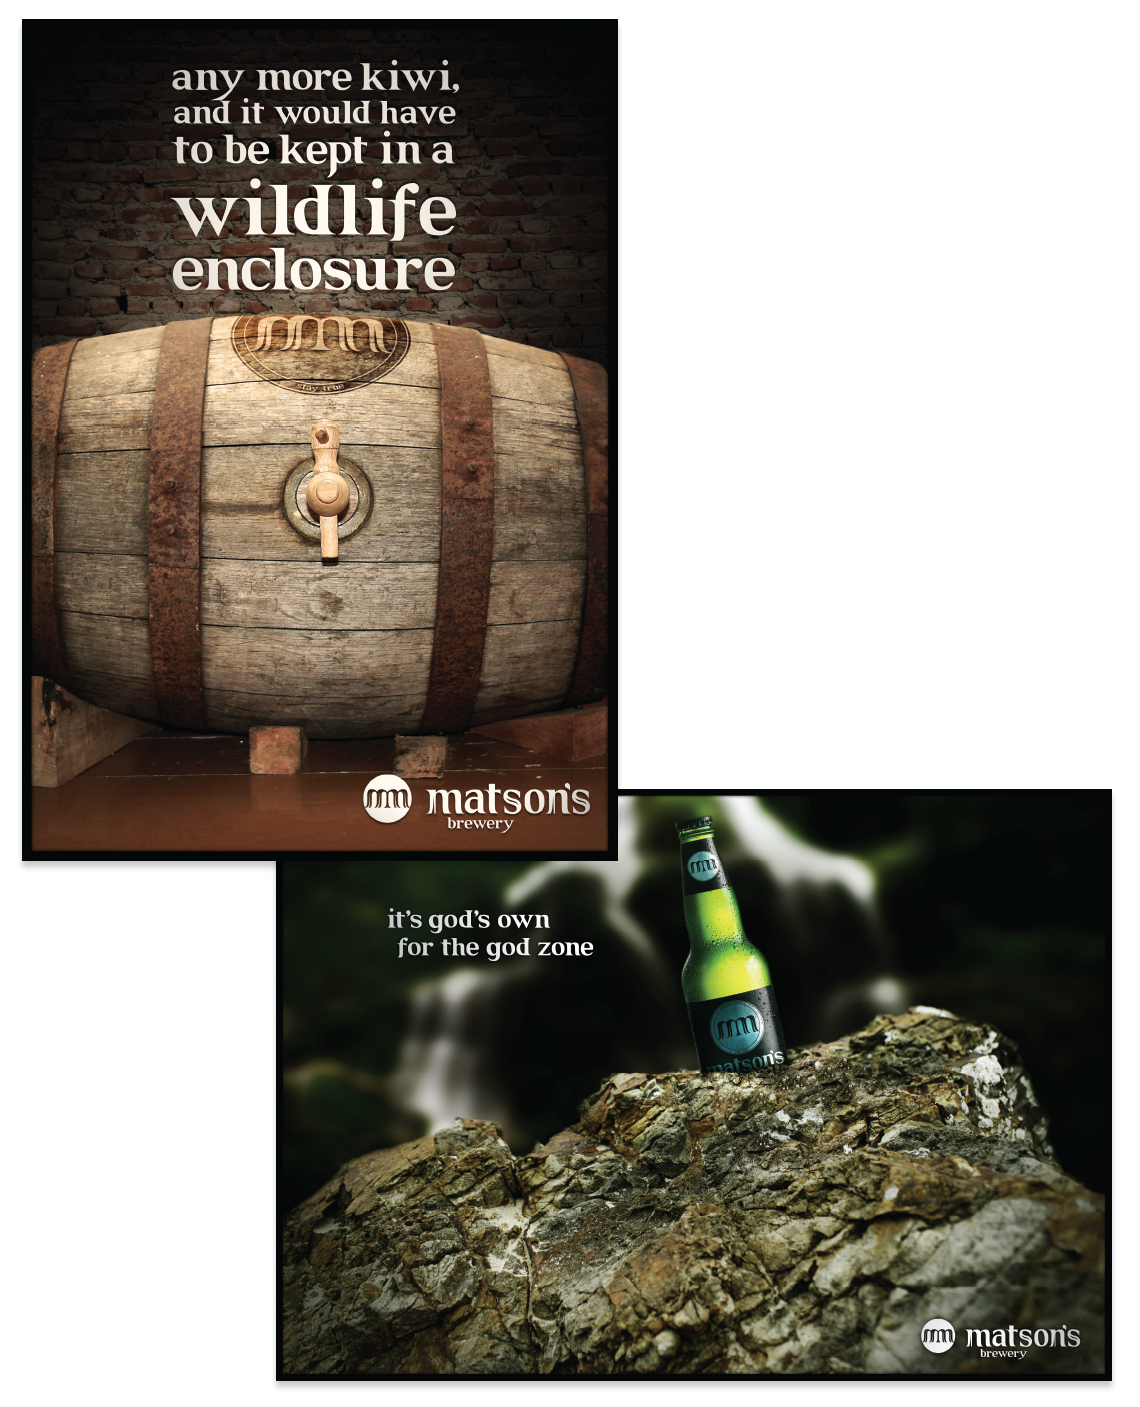 any more kiwi,
and it would have
to be kept in a
wildlife
enclosure
stay true
matson's
brewery
it's god's own
for the god zone
matson's
matson's
brewery